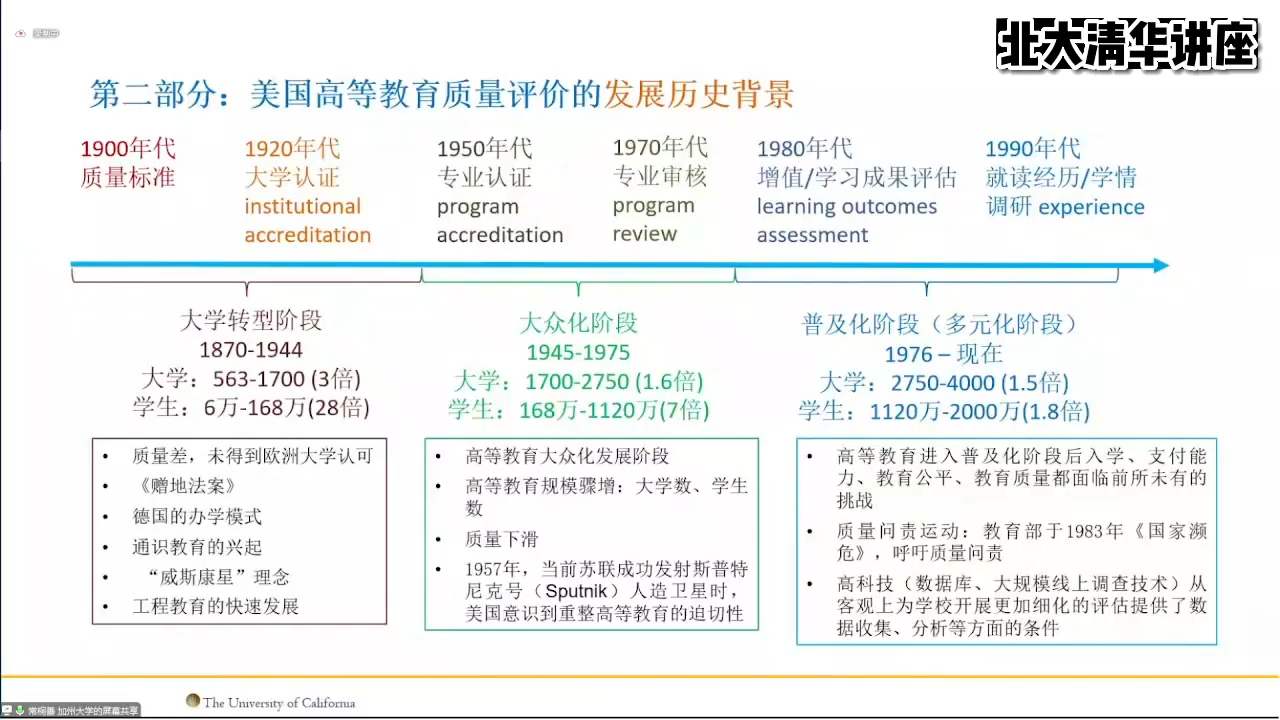 北大清华讲座
第二部分：美国高等教育质量评价的发展历史背景
1900年代
质量标准
1920年代
大学认证
institutional
accreditation
1950年代
专业认证
program
accreditation
1970年代
专业审核
program
review
1980年代
增值/学习成果评估
learning outcomes
assessment
1990年代
就读经历/学情
调研 experience
大学转型阶段
1870-1944
大学：563-1700 (3倍)
学生：6万-168万(28倍)
大众化阶段
1945-1975
大学：1700-2750 (1.6倍)
学生：168万-1120万(7倍)
普及化阶段（多元化阶段）
1976 – 现在
大学：2750-4000 (1.5倍)
学生：1120万-2000万(1.8倍)
• 质量差，未得到欧洲大学认可
• 《赠地法案》
• 德国的办学模式
• 通识教育的兴起
• “威斯康星”理念
• 工程教育的快速发展
• 高等教育大众化发展阶段
• 高等教育规模骤增：大学数、学生
数
• 质量下滑
• 1957年，当前苏联成功发射斯普特
尼克号（Sputnik）人造卫星时，
美国意识到重整高等教育的迫切性
• 高等教育进入普及化阶段后入学、支付能
力、教育公平、教育质量都面临前所未有的
挑战
• 质量问责运动：教育部于1983年《国家濒
危》，呼吁质量问责
• 高科技（数据库、大规模线上调查技术）从
客观上为学校开展更加细化的评估提供了数
据收集、分析等方面的条件
The University of California
常桐善 加州大学的屏幕共享